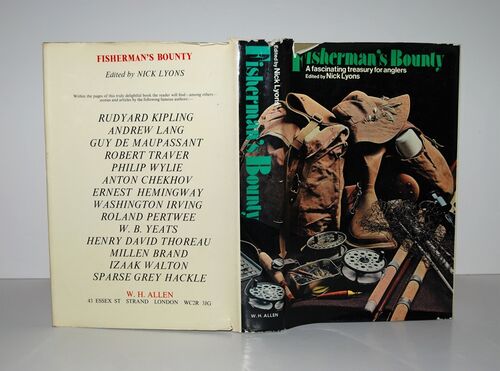 FISHERMAN'S BOUNTY
Edited by NICK LYONS
Within the pages of this truly delightful book the reader will find—among others—
stories and articles by the following famous authors:—
RUDYARD KIPLING
ANDREW LANG
GUY DE MAUPASSANT
ROBERT TRAVER
PHILIP WYLIE
ANTON CHEKHOV
ERNEST HEMINGWAY
WASHINGTON IRVING
ROLAND PERTWEE
W. B. YEATS
HENRY DAVID THOREAU
MILLEN BRAND
IZAAK WALTON
SPARSE GREY HACKLE
W. H. ALLEN
43 ESSEX ST STRAND LONDON WC2R 3JG
Fisherman's Bounty
Edited by
Nick Lyons
W. H. ALLEN
Fisherman's Bounty
A fascinating treasury for anglers
Edited by Nick Lyons